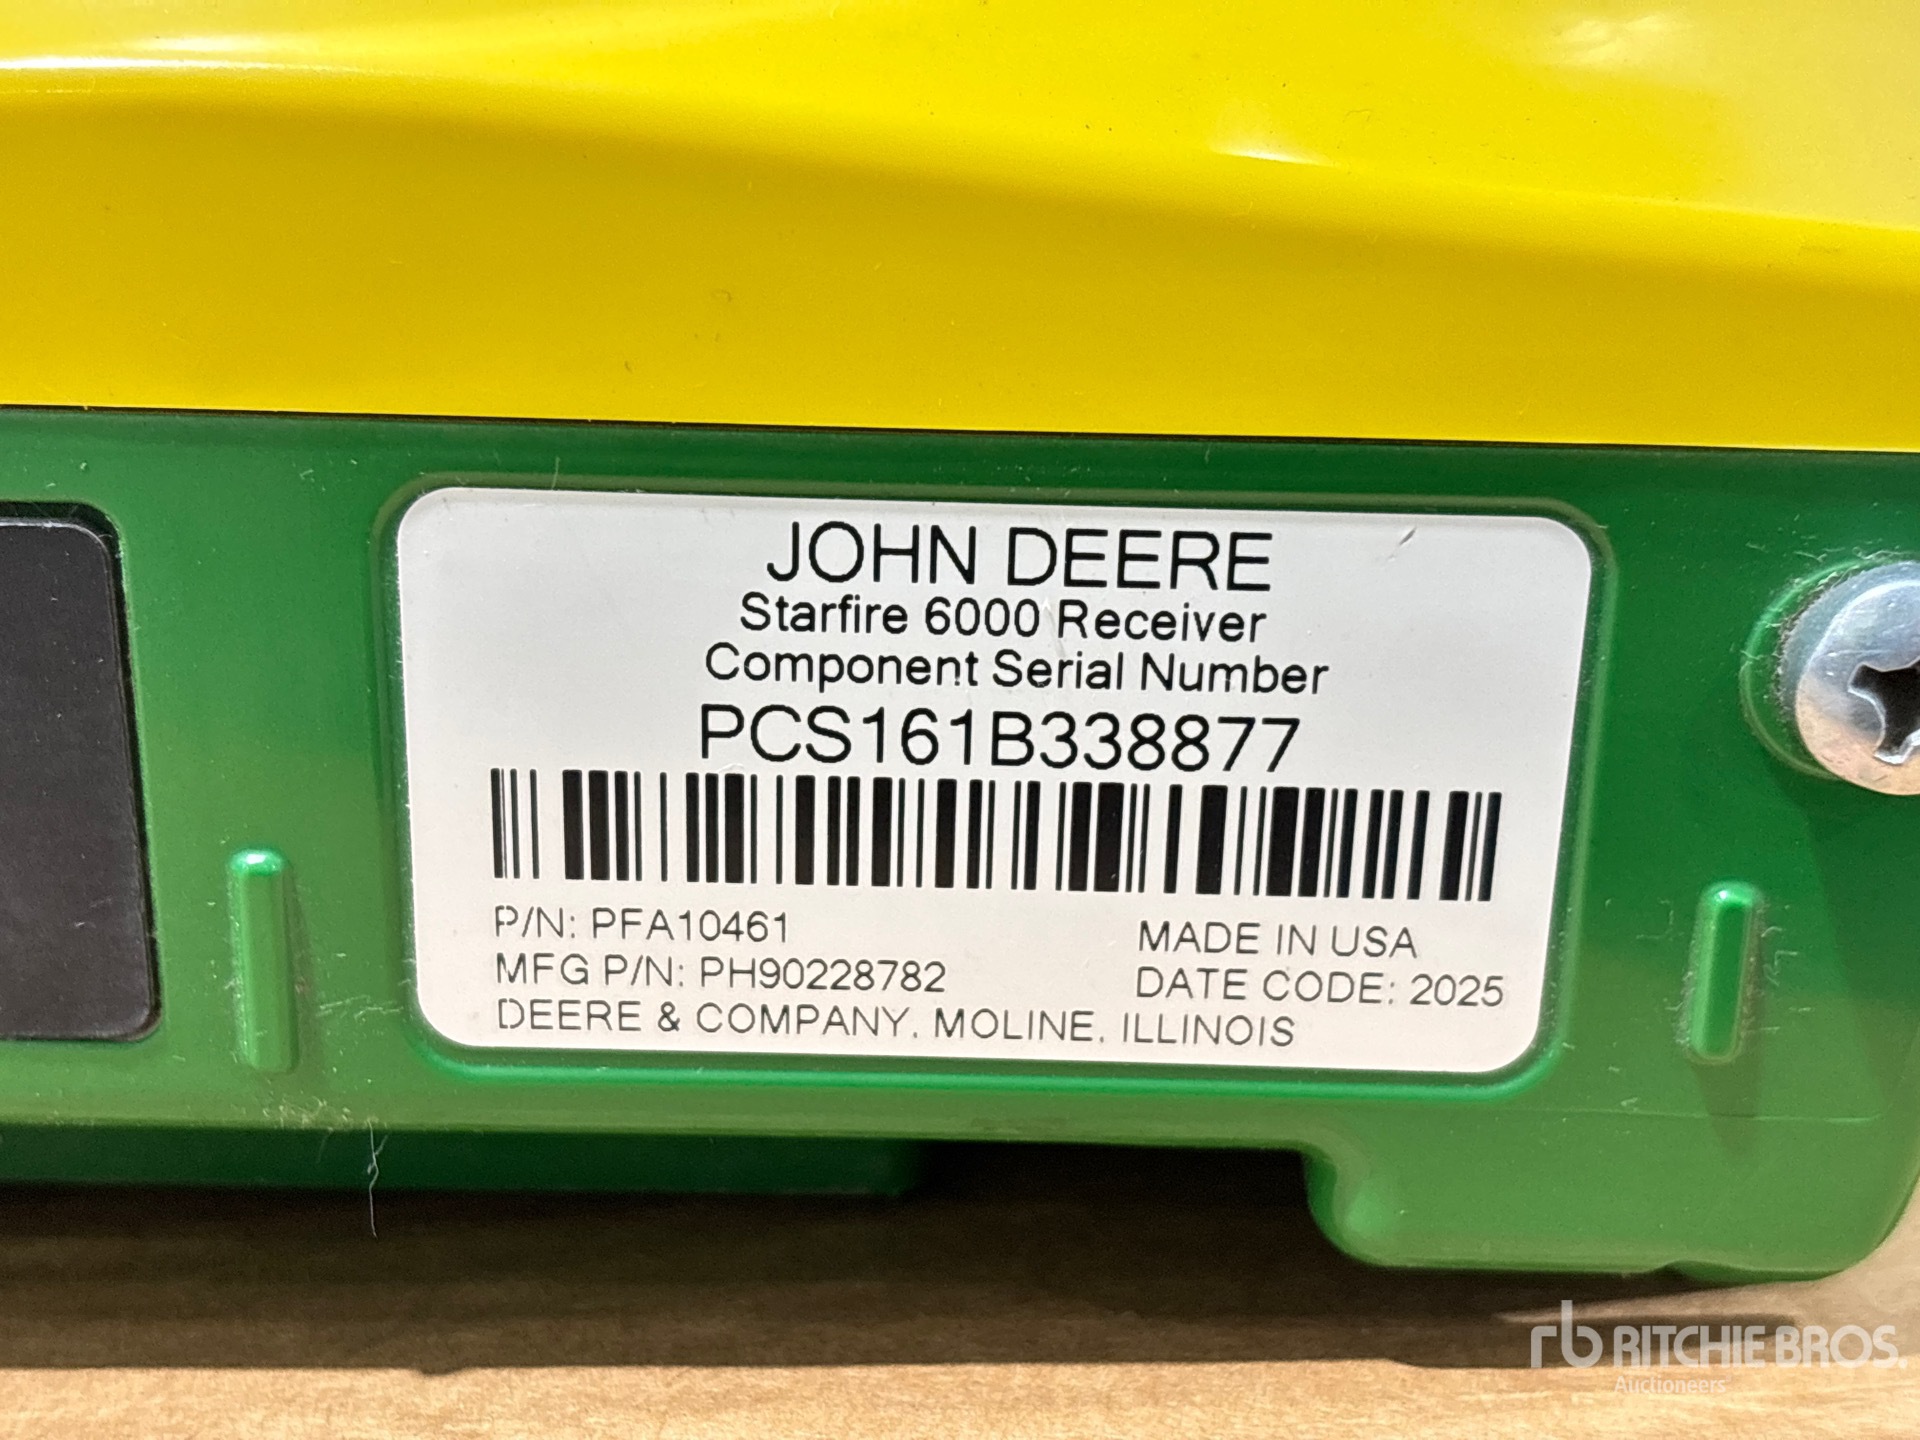 JOHN DEERE
Starfire 6000 Receiver
Component Serial Number
PCS161B338877
P/N: PFA10461
MADE IN USA
MFG P/N: PH90228782
DATE CODE: 2025
DEERE & COMPANY, MOLINE, ILLINOIS
rb RITCHIE BROS.
Auctioneers